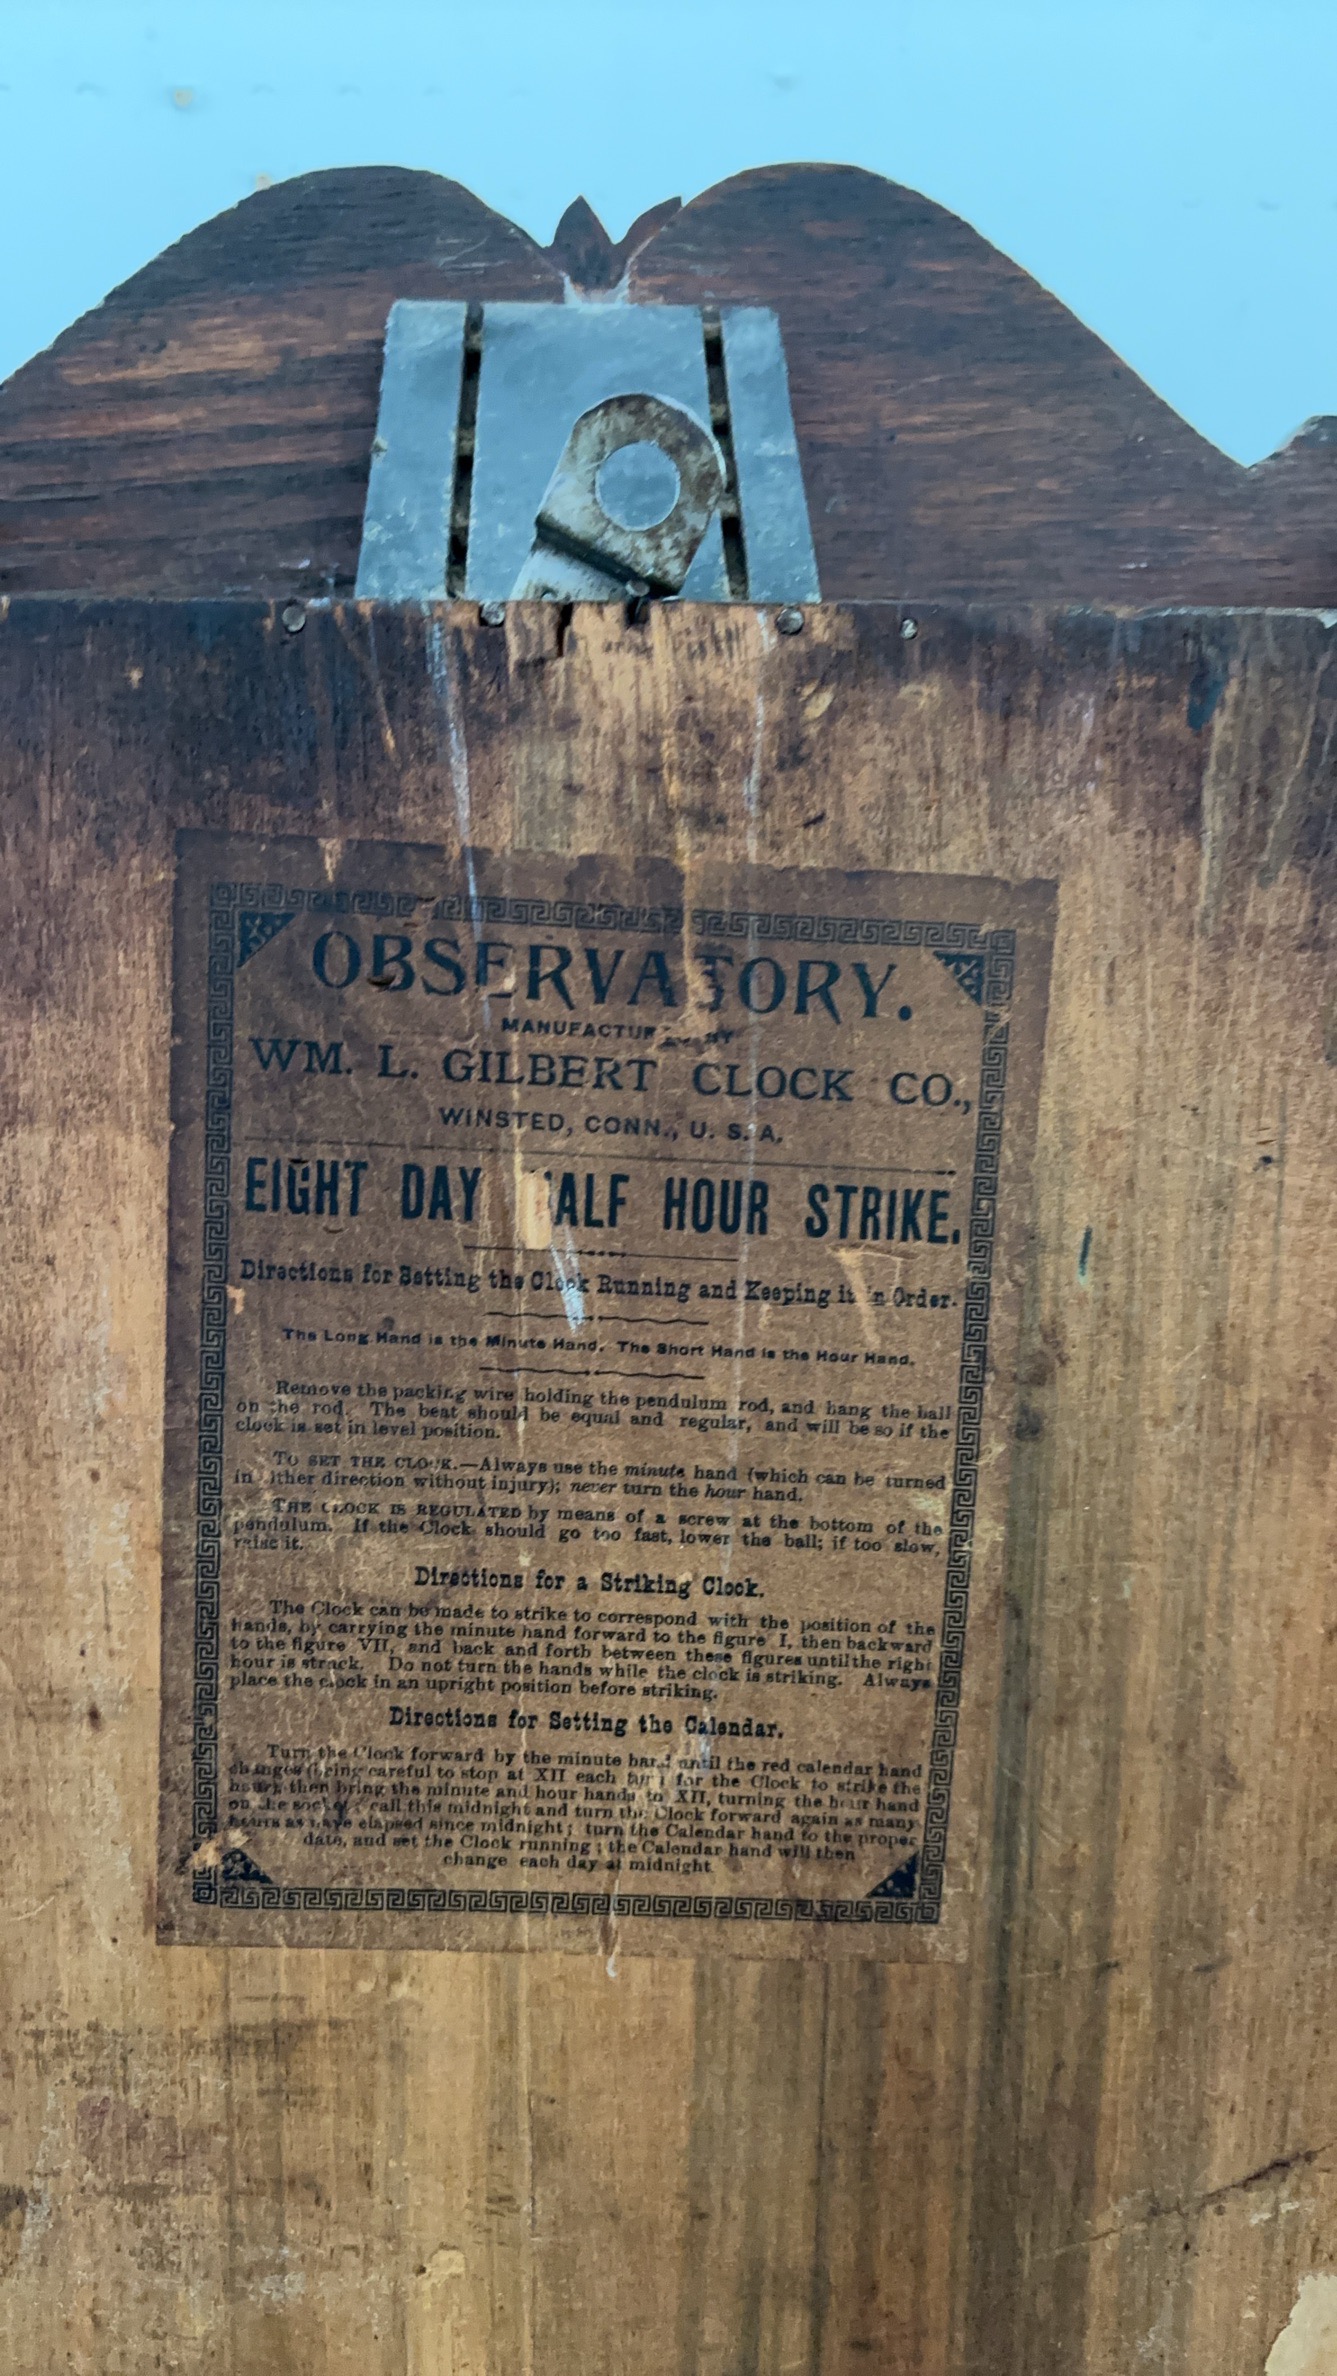 OBSERVATORY.
MANUFACTUR BY
WM. L. GILBERT CLOCK CO.,
WINSTED, CONN., U. S. A.
EIGHT DAY ALF HOUR STRIKE.
Directions for Setting the Clock Running and Keeping it in Order.
The Long Hand is the Minute Hand. The Short Hand is the Hour Hand.
Remove the packing wire holding the pendulum rod, and hang the ball
on the rod. The beat should be equal and regular, and will be so if the
clock is set in level position.
TO SET THE CLOCK.—Always use the minute hand (which can be turned
in either direction without injury); never turn the hour hand.
THE CLOCK IS REGULATED by means of a screw at the bottom of the
pendulum. If the Clock should go too fast, lower the ball; if too slow,
raise it.
Directions for a Striking Clock.
The Clock can be made to strike to correspond with the position of the
hands, by carrying the minute hand forward to the figure I, then backward
to the figure VII, and back and forth between these figures until the right
hour is struck. Do not turn the hands while the clock is striking. Always
place the clock in an upright position before striking.
Directions for Setting the Calendar.
Turn the Clock forward by the minute hand until the red calendar hand
changes (being careful to stop at XII each for the Clock to strike the
hours then bring the minute and hour hands to XII, turning the hour hand
on the socket; call this midnight and turn the Clock forward again as many
hours as have elapsed since midnight; turn the Calendar hand to the proper
date, and set the Clock running; the Calendar hand will then
change each day at midnight